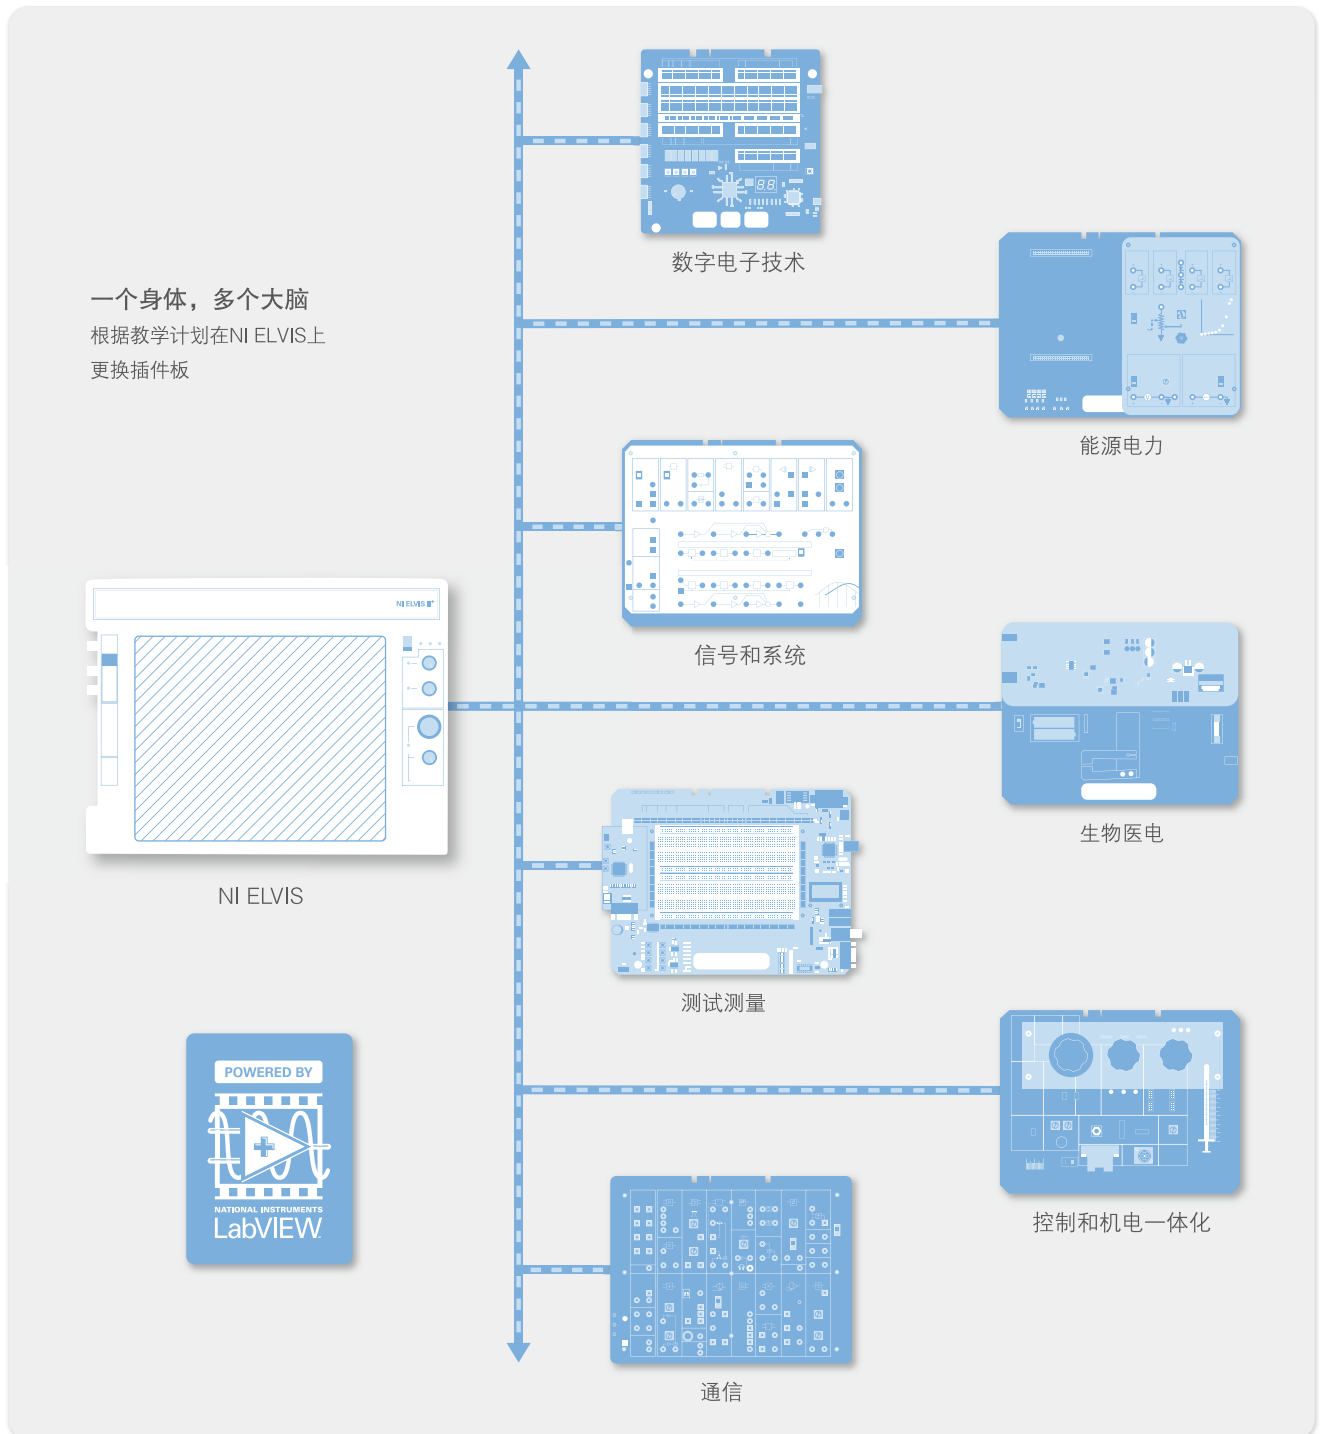 数字电子技术
一个身体，多个大脑
根据教学计划在NI ELVIS上
更换插件板
能源电力
信号和系统
NI ELVIS II+
生物医电
NI ELVIS
测试测量
POWERED BY
NATIONAL INSTRUMENTS
LabVIEW
控制和机电一体化
通信